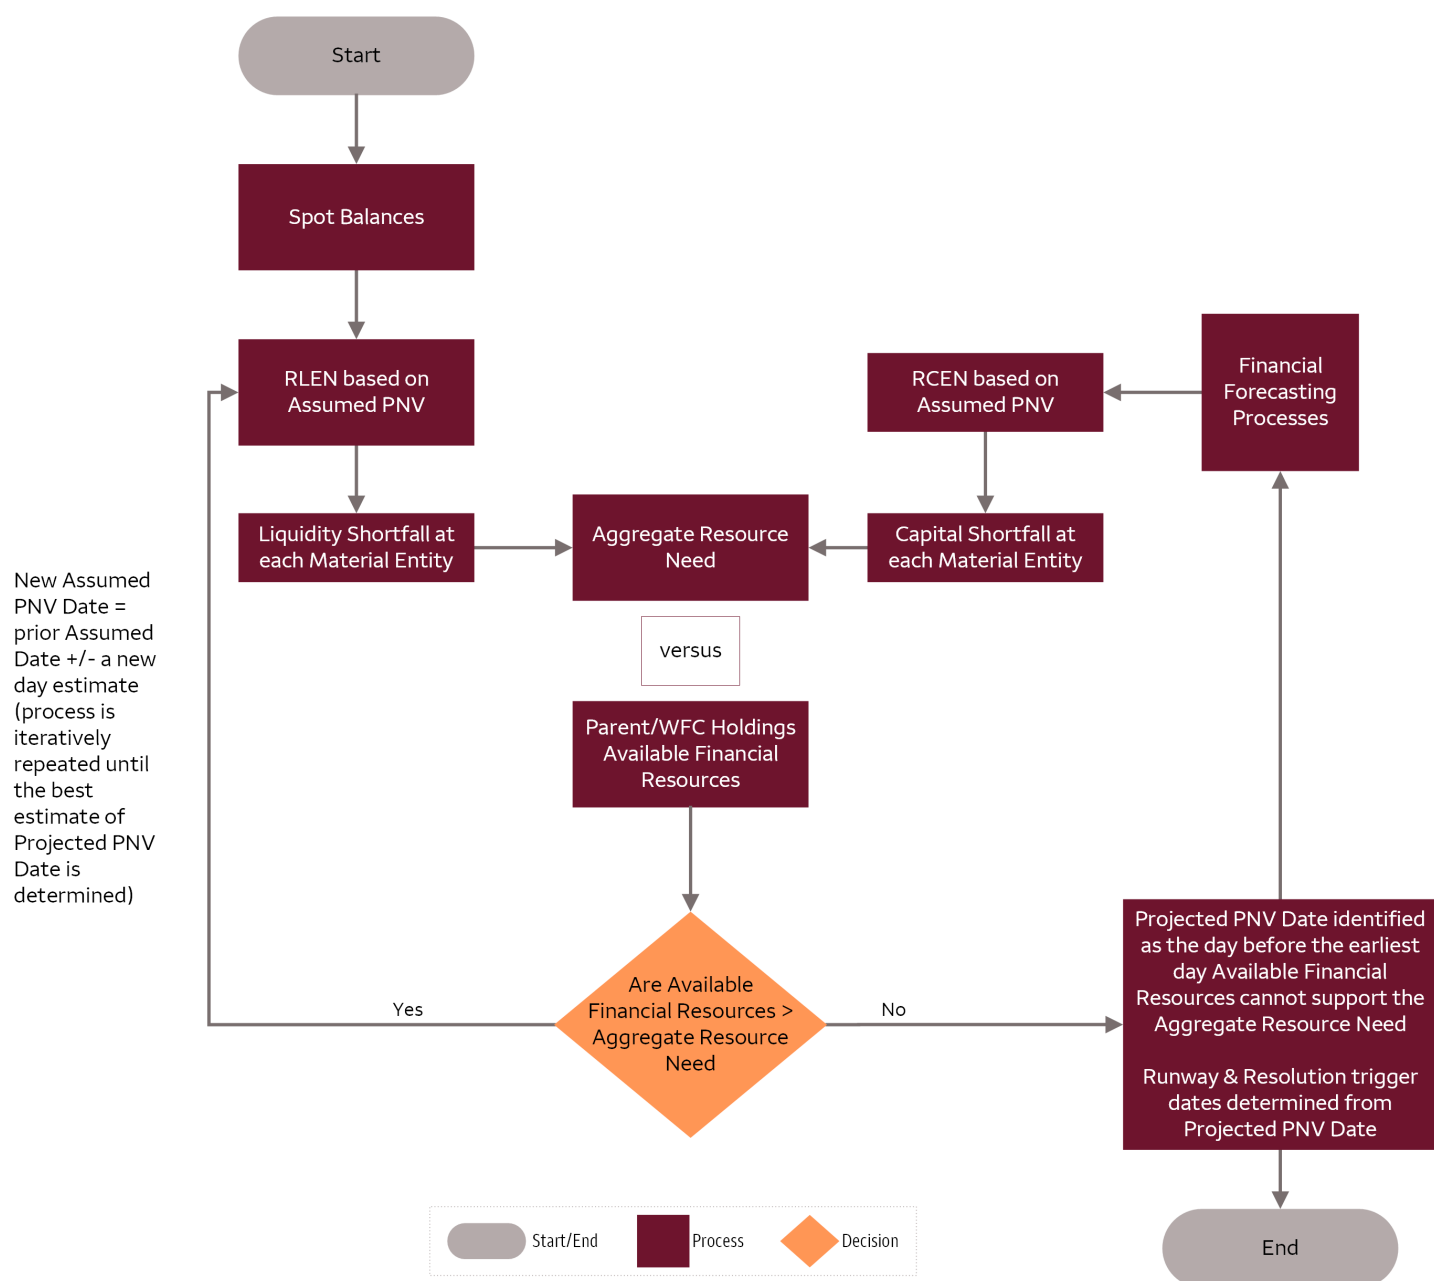 Start
Spot Balances
RLEN based on
Assumed PNV
RCEN based on
Assumed PNV
Financial
Forecasting
Processes
Liquidity Shortfall at
each Material Entity
Aggregate Resource
Need
Capital Shortfall at
each Material Entity
versus
New Assumed
PNV Date =
prior Assumed
Date +/- a new
day estimate
(process is
iteratively
repeated until
the best
estimate of
Projected PNV
Date is
determined)
Parent/WFC Holdings
Available Financial
Resources
Are Available
Financial Resources >
Aggregate Resource
Need
Yes
No
Projected PNV Date identified
as the day before the earliest
day Available Financial
Resources cannot support the
Aggregate Resource Need
Runway & Resolution trigger
dates determined from
Projected PNV Date
End
Start/End
Process
Decision